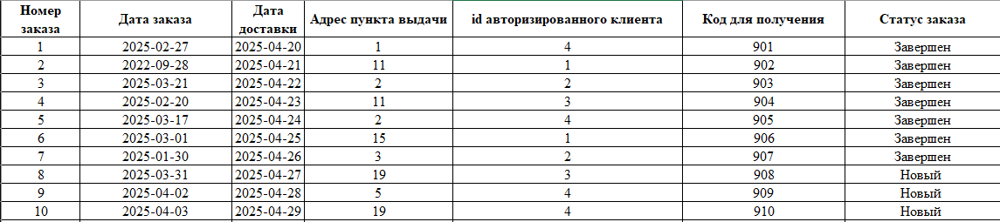 Номер заказа Дата заказа Дата доставки Адрес пункта выдачи id авторизированного клиента Код для получения Статус заказа
1 2025-02-27 2025-04-20 1 4 901 Завершен
2 2022-09-28 2025-04-21 11 1 902 Завершен
3 2025-03-21 2025-04-22 2 2 903 Завершен
4 2025-02-20 2025-04-23 11 3 904 Завершен
5 2025-03-17 2025-04-24 2 4 905 Завершен
6 2025-03-01 2025-04-25 15 1 906 Завершен
7 2025-01-30 2025-04-26 3 2 907 Завершен
8 2025-03-31 2025-04-27 19 3 908 Новый
9 2025-04-02 2025-04-28 5 4 909 Новый
10 2025-04-03 2025-04-29 19 4 910 Новый